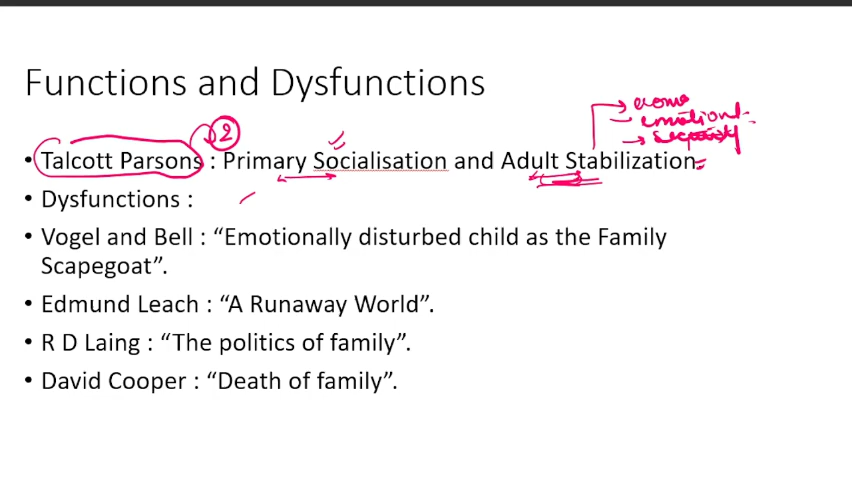 Functions and Dysfunctions
2
• Talcott Parsons : Primary Socialisation and Adult Stabilization
• Dysfunctions :
• Vogel and Bell : “Emotionally disturbed child as the Family
Scapegoat”.
• Edmund Leach : “A Runaway World”.
• R D Laing : “The politics of family”.
• David Cooper : “Death of family”.